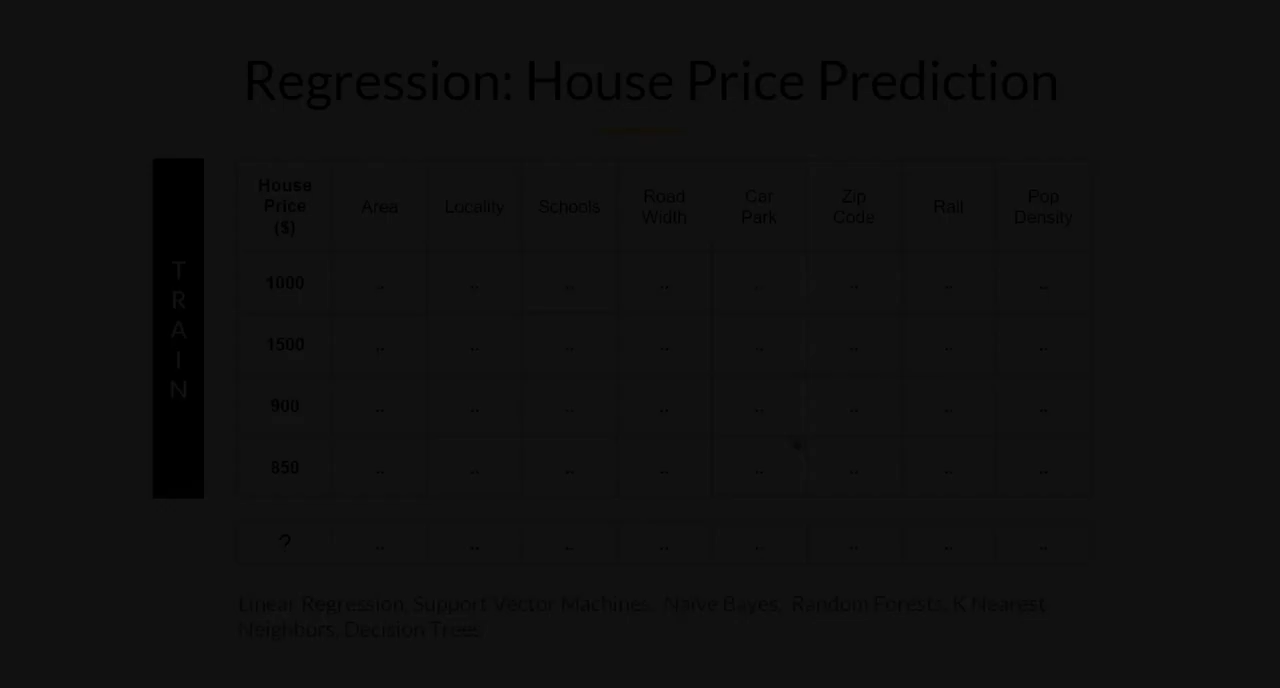 Regression: House Price Prediction
House Price ($) Area Locality Schools Road Width Car Park Zip Code Rail Pop Density
TRAIN
1000 .. .. .. .. .. .. .. ..
1500 .. .. .. .. .. .. .. ..
900 .. .. .. .. .. .. .. ..
850 .. .. .. .. .. .. .. ..
? .. .. .. .. .. .. .. ..
Linear Regression, Support Vector Machines, Naive Bayes, Random Forests, K Nearest
Neighbors, Decision Trees